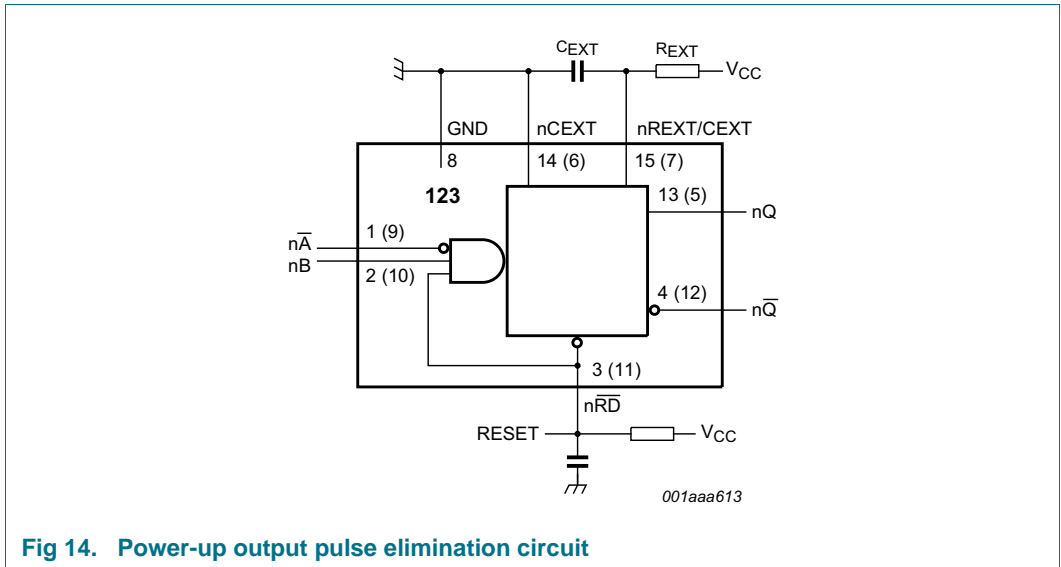 CEXT
REXT
VCC
GND
nCEXT
nREXT/CEXT
8
14 (6)
15 (7)
123
13 (5)
nQ
nA̅
1 (9)
nB
2 (10)
4 (12)
nQ̅
3 (11)
nR̅D̅
RESET
VCC
001aaa613
Fig 14. Power-up output pulse elimination circuit